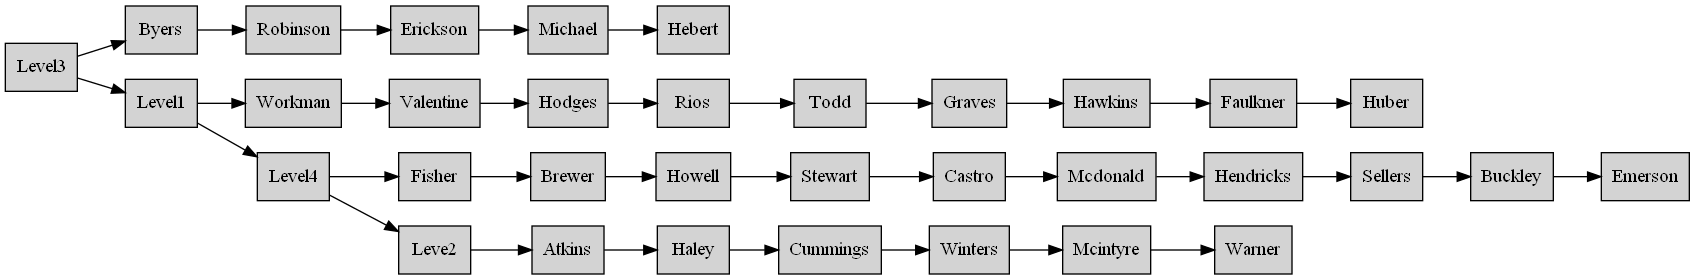 Byers Robinson Erickson Michael Hebert
Level3
Level1 Workman Valentine Hodges Rios Todd Graves Hawkins Faulkner Huber
Level4 Fisher Brewer Howell Stewart Castro Mcdonald Hendricks Sellers Buckley Emerson
Leve2 Atkins Haley Cummings Winters Mcintyre Warner